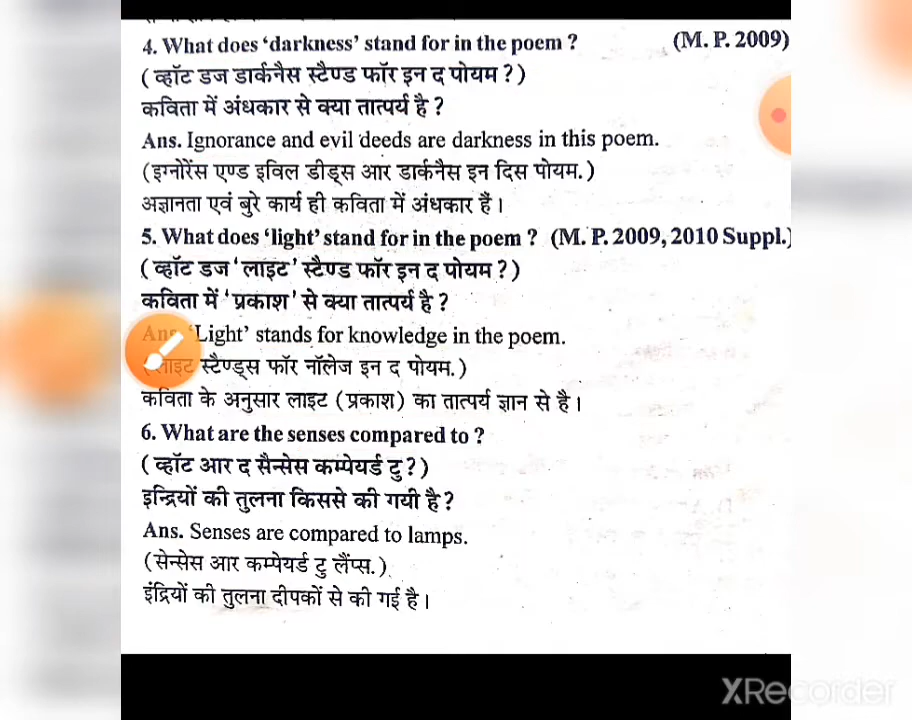 4. What does ‘darkness’ stand for in the poem ? (M. P. 2009)
( व्हॉट डज डार्कनैस स्टैण्ड फॉर इन द पोयम ? )
कविता में अंधकार से क्या तात्पर्य है ?
Ans. Ignorance and evil deeds are darkness in this poem.
(इग्नोरेंस एण्ड इविल डीड्स आर डार्कनैस इन दिस पोयम. )
अज्ञानता एवं बुरे कार्य ही कविता में अंधकार हैं।
5. What does ‘light’ stand for in the poem ? (M. P. 2009, 2010 Suppl.)
( व्हॉट डज ‘लाइट’ स्टैण्ड फॉर इन द पोयम ? )
कविता में ‘प्रकाश’ से क्या तात्पर्य है ?
Ans. ‘Light’ stands for knowledge in the poem.
(लाइट स्टैण्ड्स फॉर नॉलेज इन द पोयम. )
कविता के अनुसार लाइट (प्रकाश) का तात्पर्य ज्ञान से है।
6. What are the senses compared to ?
( व्हॉट आर द सैन्सेस कम्पेयर्ड टु ? )
इन्द्रियों की तुलना किससे की गयी है ?
Ans. Senses are compared to lamps.
(सेन्सेस आर कम्पेयर्ड टु लैंप्स. )
इंद्रियों की तुलना दीपकों से की गई है।
XRecorder